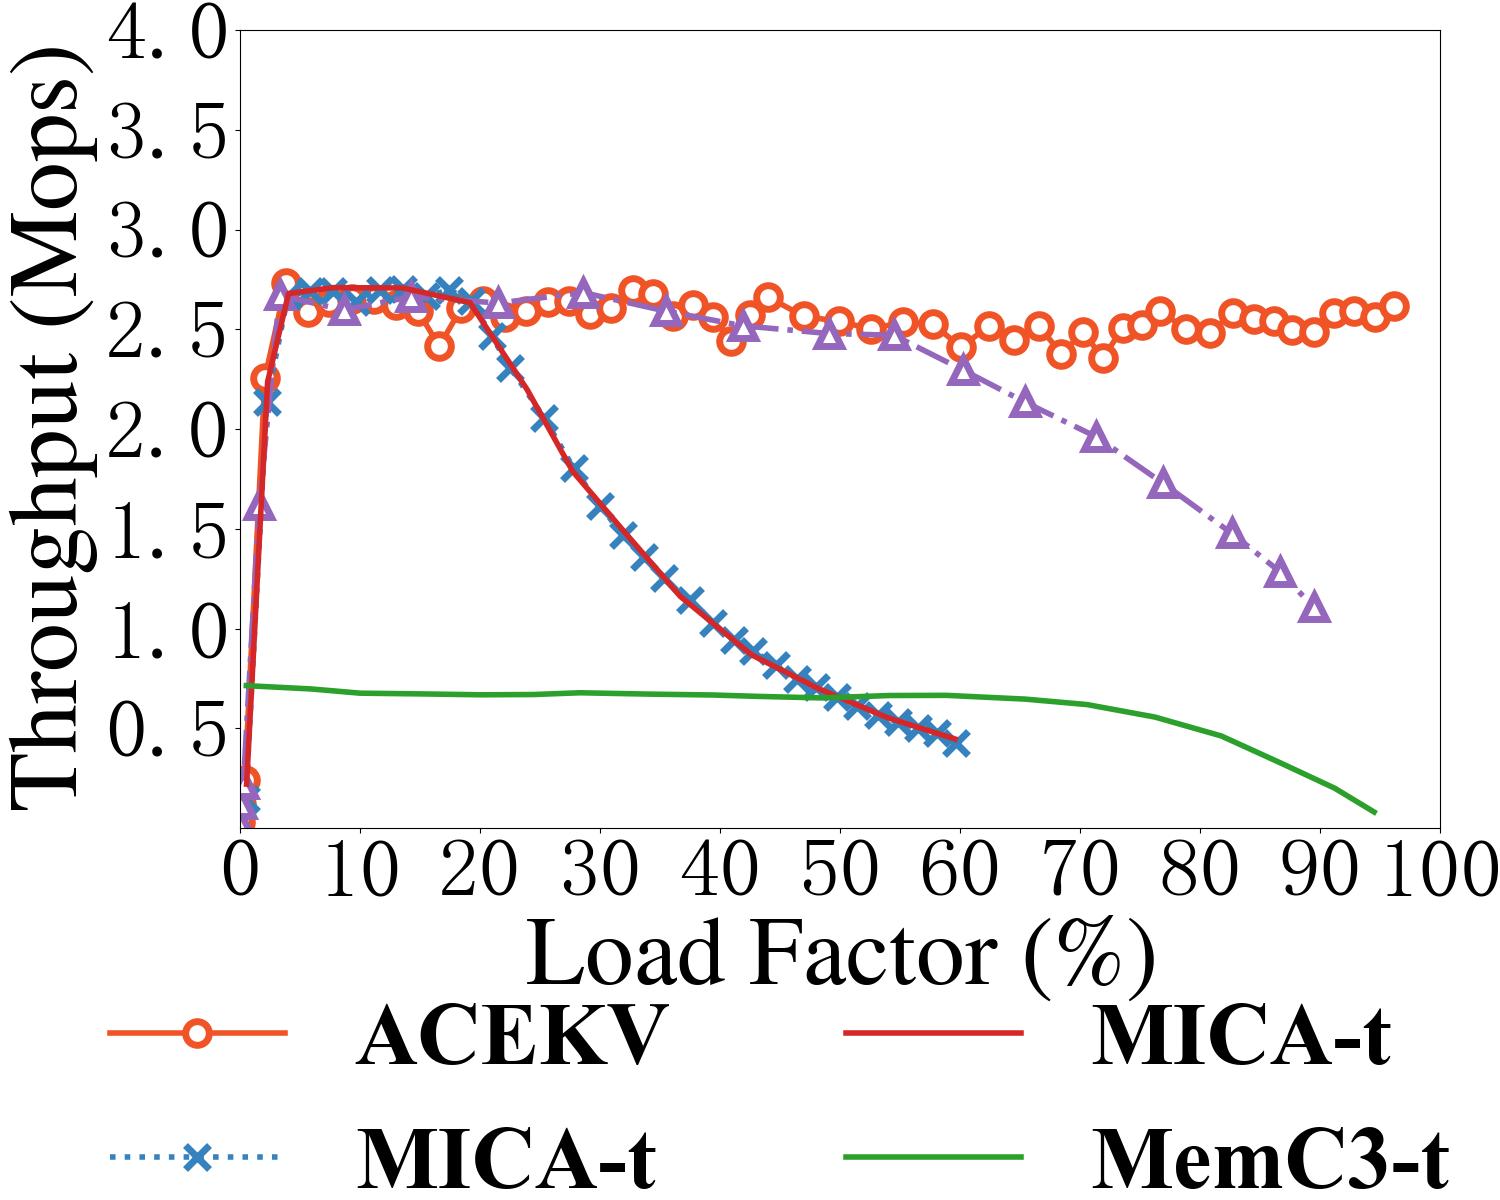 4. 0
3. 5
3. 0
2. 5
2. 0
1. 5
1. 0
0. 5
Throughput (Mops)
0 10 20 30 40 50 60 70 80 90 100
Load Factor (%)
ACEKV MICA-t
MICA-t MemC3-t